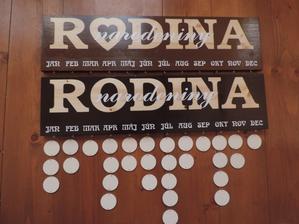 RODINA
narodeniny
JAN FEB MAR APR MÁJ JÚN JÚL AUG SEP OKT NOV DEC
RODINA
narodeniny
JAN FEB MAR APR MÁJ JÚN JÚL AUG SEP OKT NOV DEC